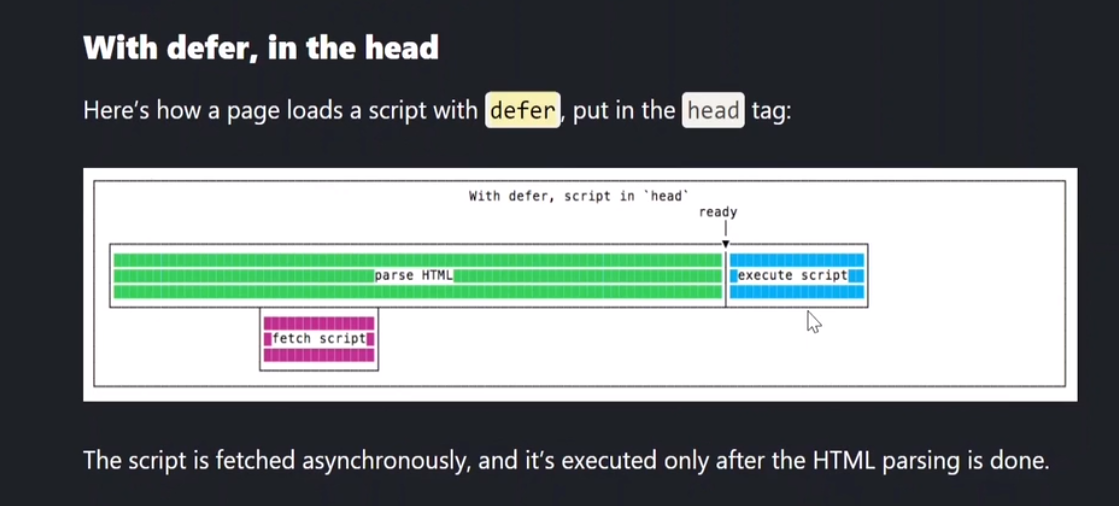 With defer, in the head
Here’s how a page loads a script with defer, put in the head tag:
With defer, script in `head`
ready
parse HTML
execute script
fetch script
The script is fetched asynchronously, and it’s executed only after the HTML parsing is done.